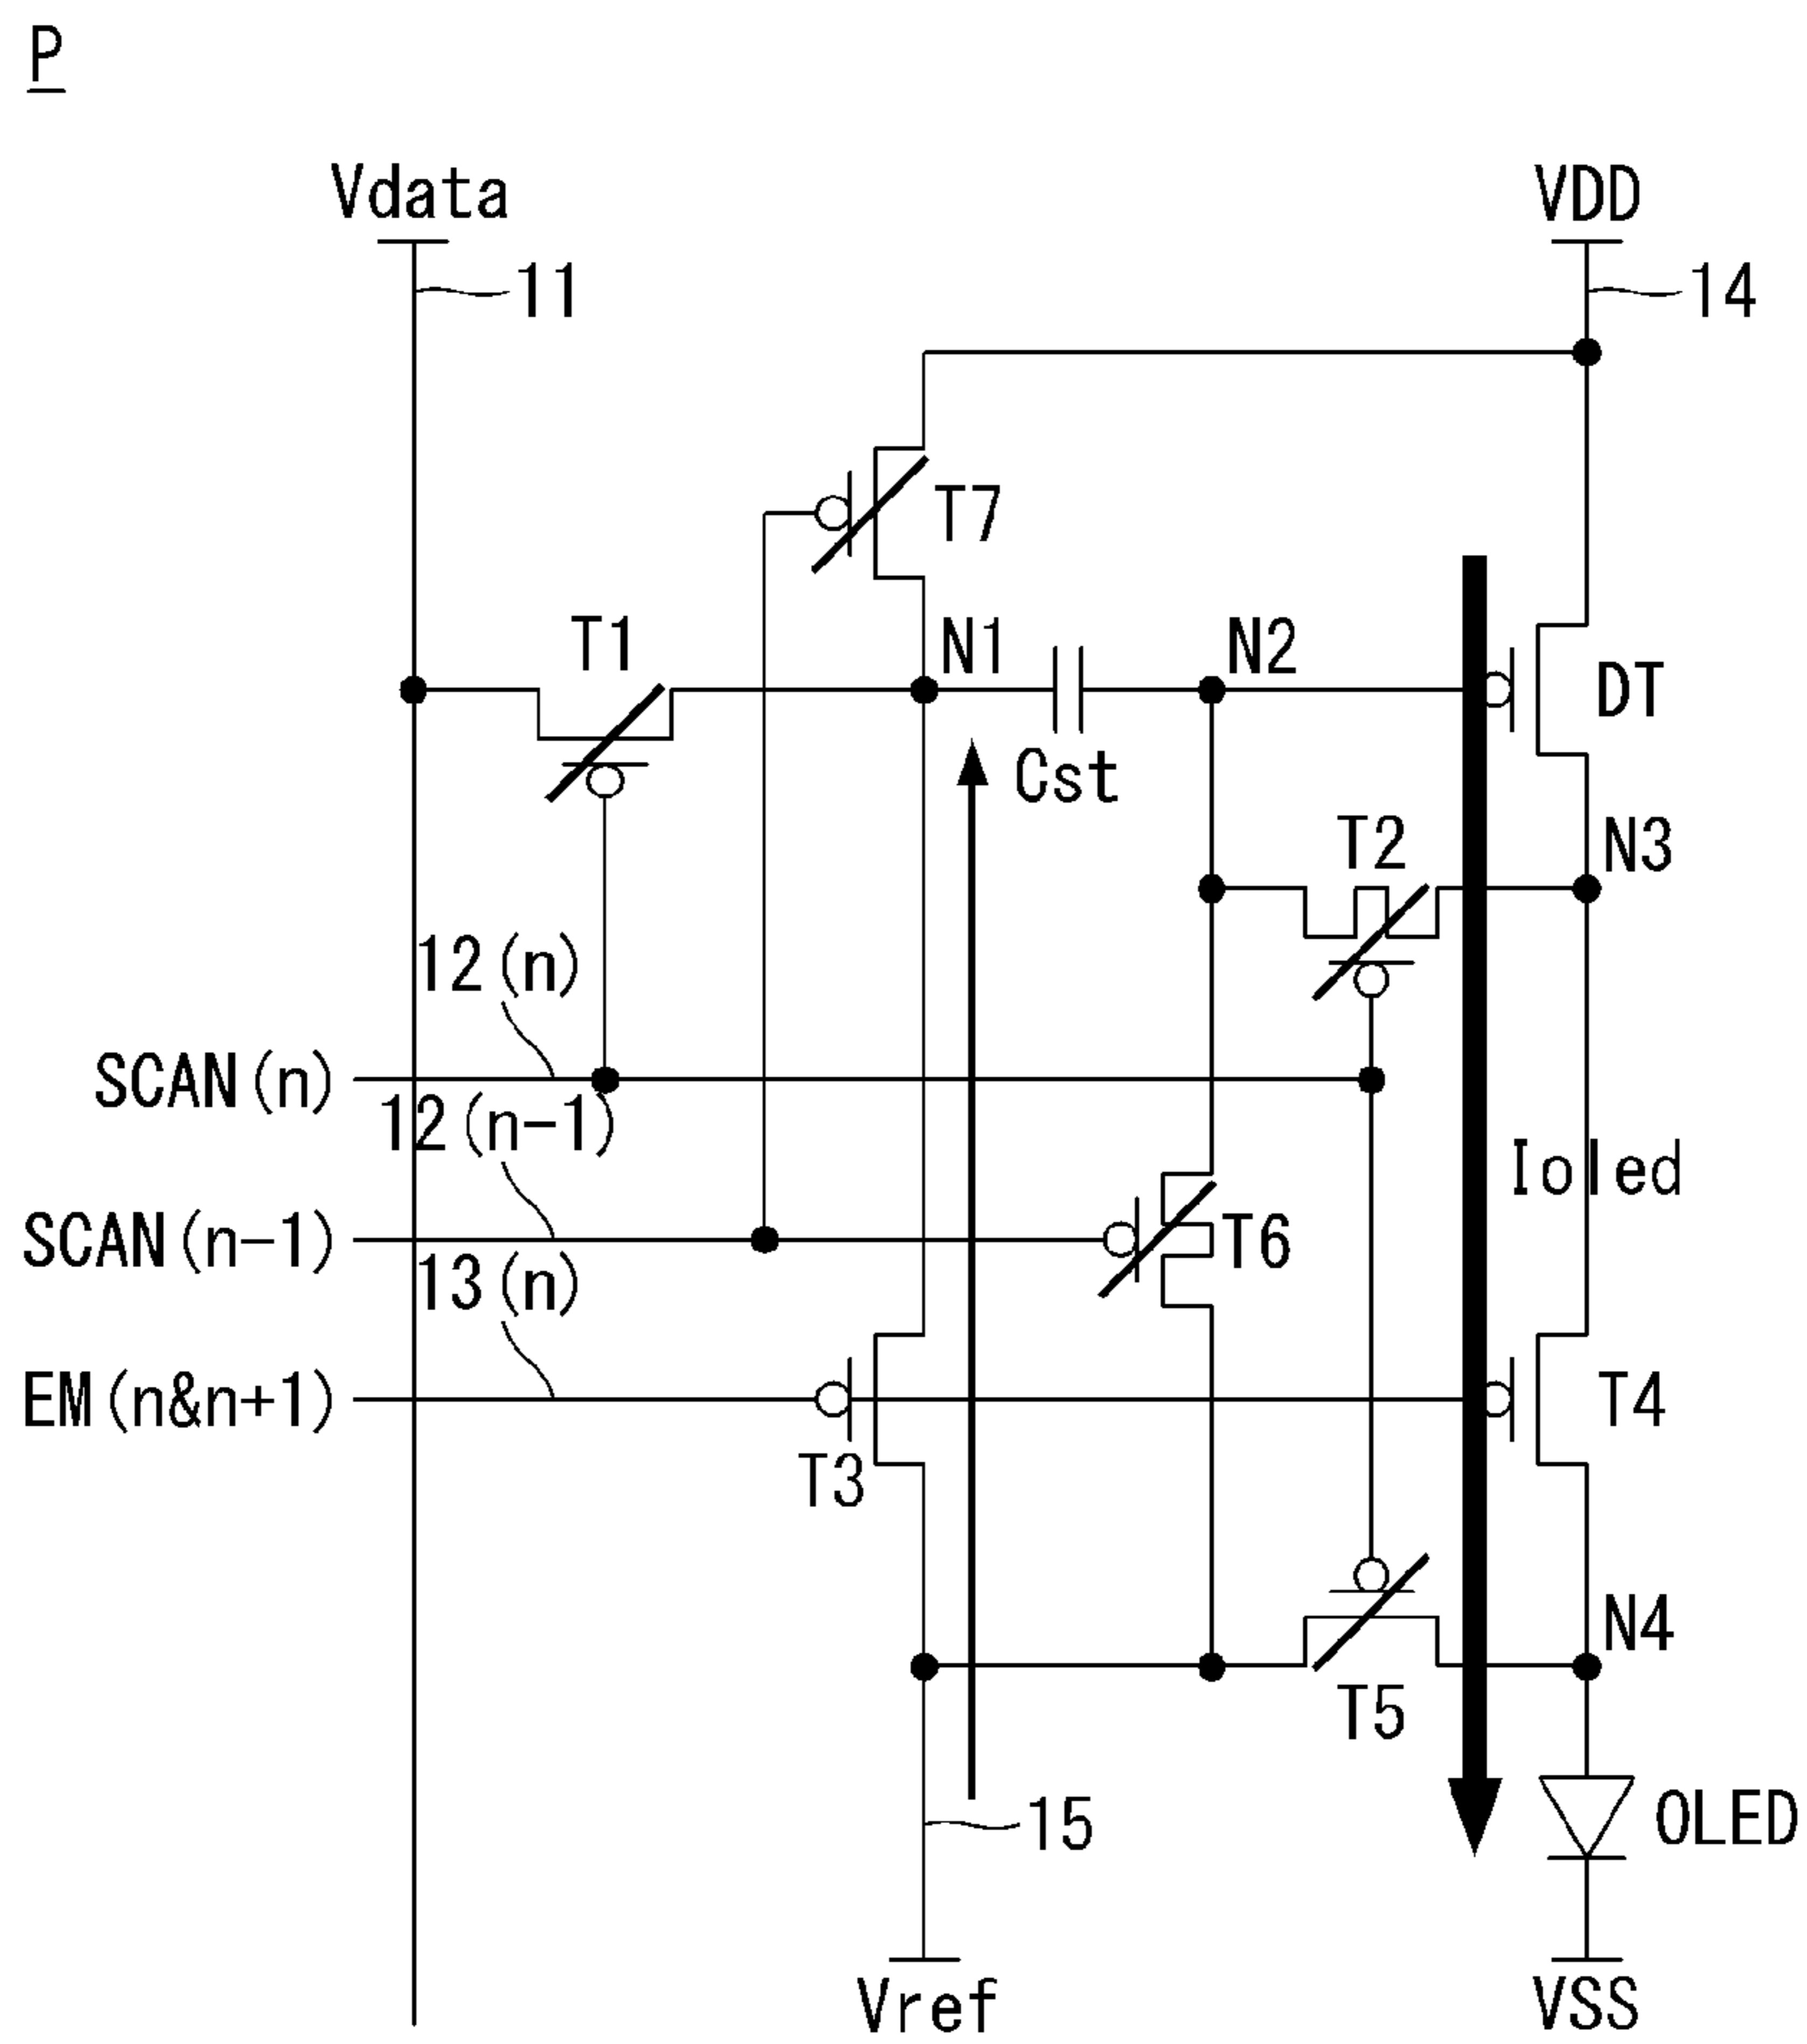 P
Vdata
VDD
11
14
T7
T1
N1
N2
DT
Cst
T2
N3
12(n)
SCAN(n)
12(n-1)
Ioled
SCAN(n-1)
T6
13(n)
EM(n&n+1)
T4
T3
N4
T5
15
OLED
Vref
VSS